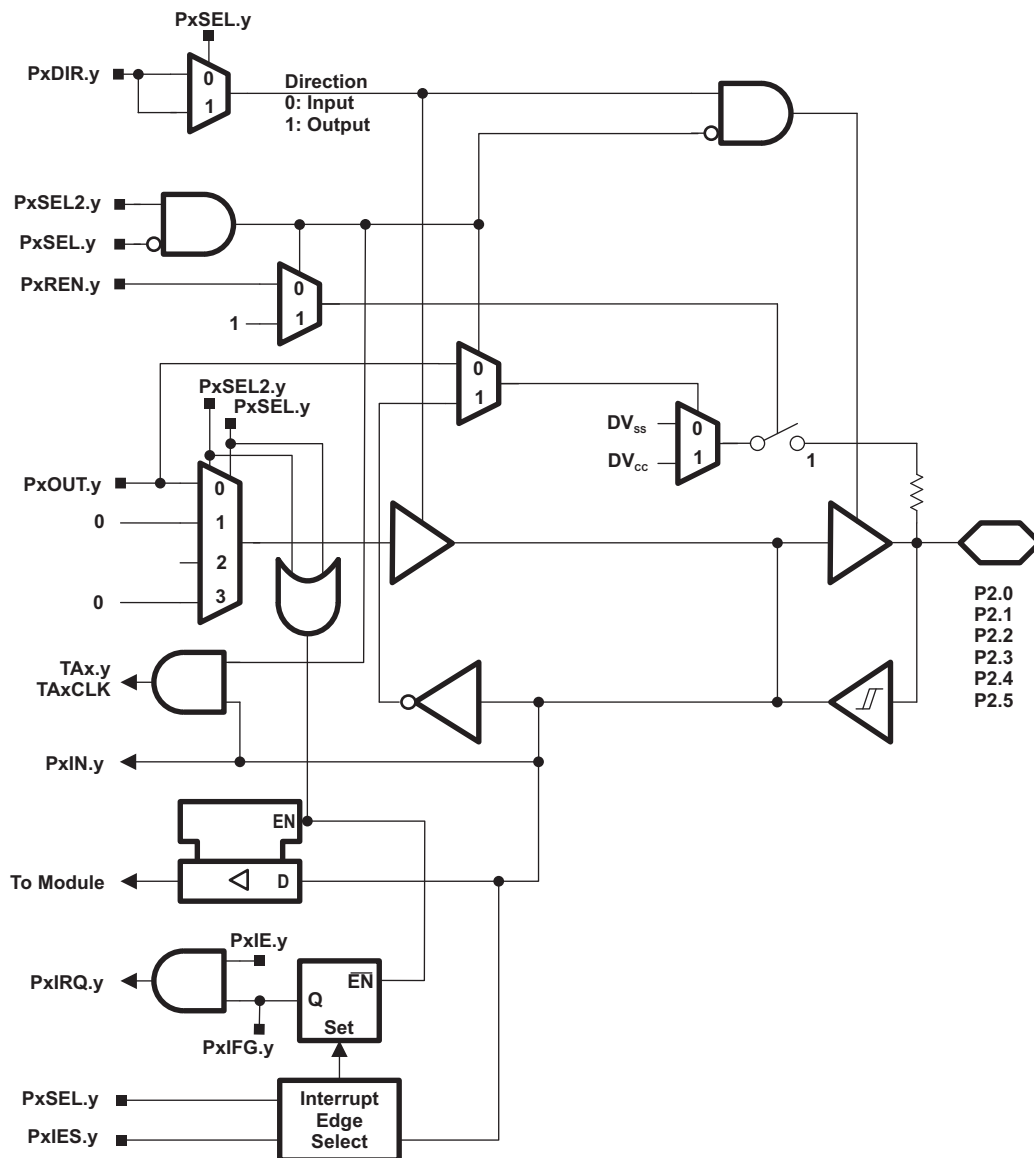 PxSEL.y
PxDIR.y
0
1
Direction
0: Input
1: Output
PxSEL2.y
PxSEL.y
PxREN.y
0
1
1
0
1
PxSEL2.y
PxSEL.y
DVSS
DVCC
0
1
1
PxOUT.y
0
0
1
2
0
3
P2.0
P2.1
P2.2
P2.3
P2.4
P2.5
TAx.y
TAxCLK
PxIN.y
EN
To Module
D
PxIE.y
PxIRQ.y
EN
Q
Set
PxIFG.y
PxSEL.y
PxIES.y
Interrupt
Edge
Select